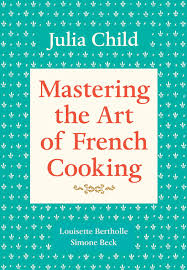 Julia Child
Mastering
the Art
of French
Cooking
Louisette Bertholle
Simone Beck